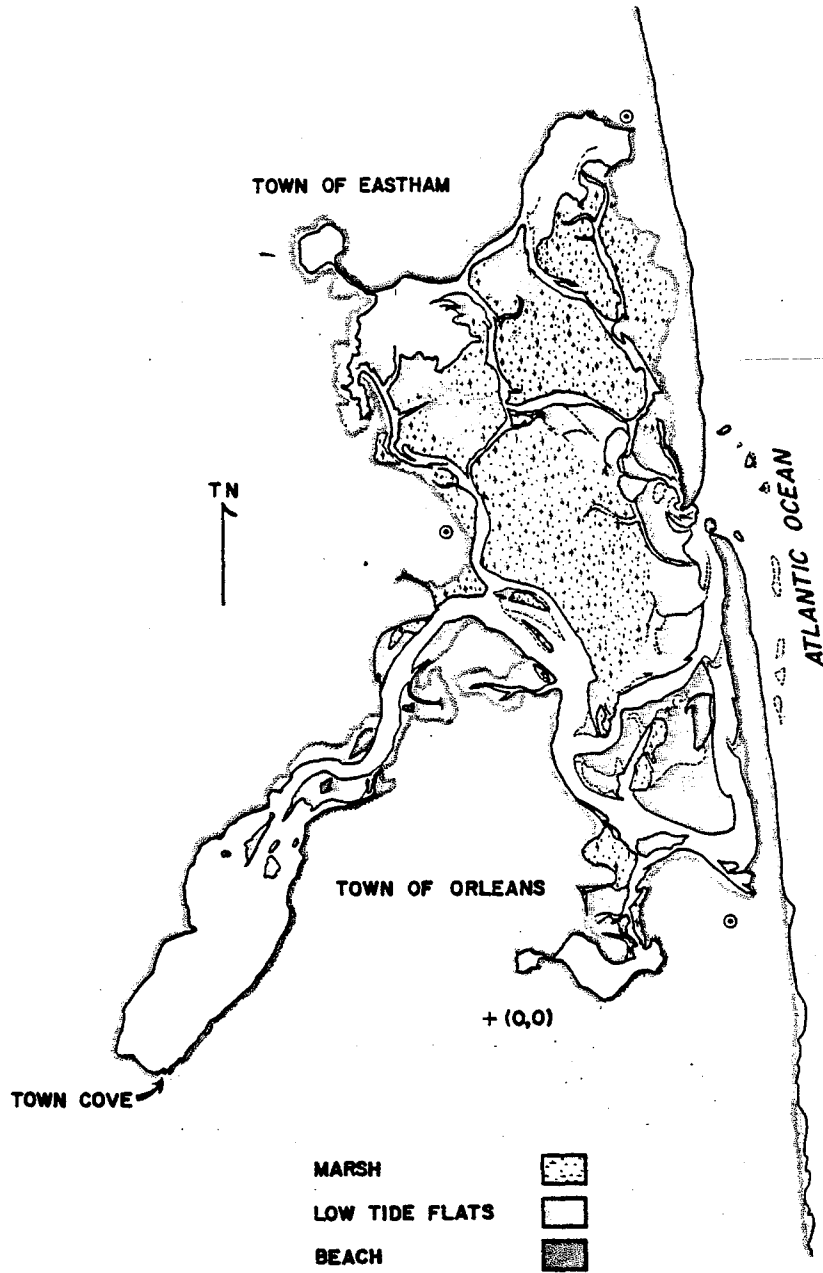 TOWN OF EASTHAM
TN
ATLANTIC OCEAN
TOWN OF ORLEANS
+ (0,0)
TOWN COVE
MARSH
LOW TIDE FLATS
BEACH